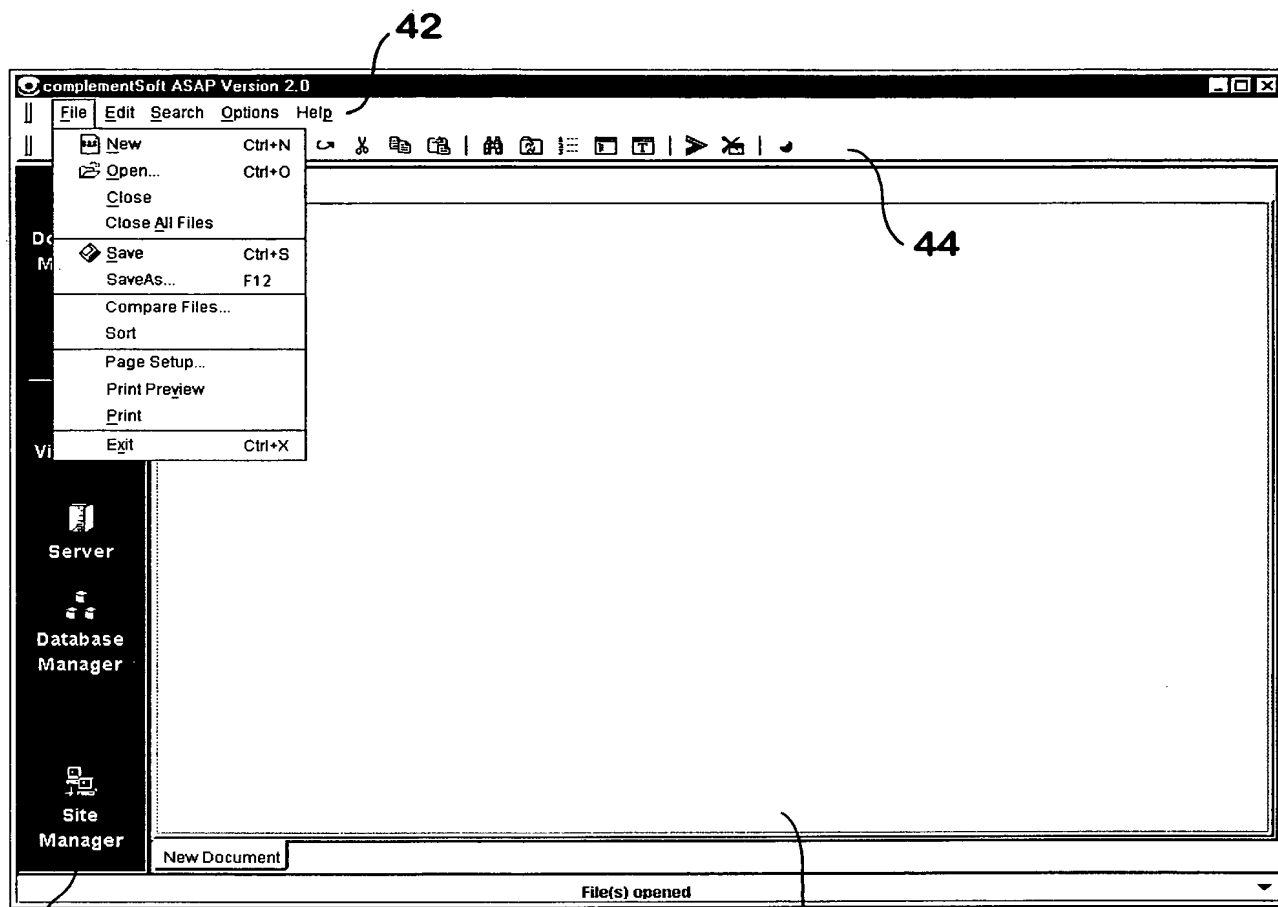 42
complementSoft ASAP Version 2.0
File Edit Search Options Help
New Ctrl+N
Open... Ctrl+O
Close
Close All Files
44
Save Ctrl+S
SaveAs... F12
Compare Files...
Sort
Page Setup...
Print Preview
Print
Exit Ctrl+X
Server
Database
Manager
Site
Manager
New Document
File(s) opened